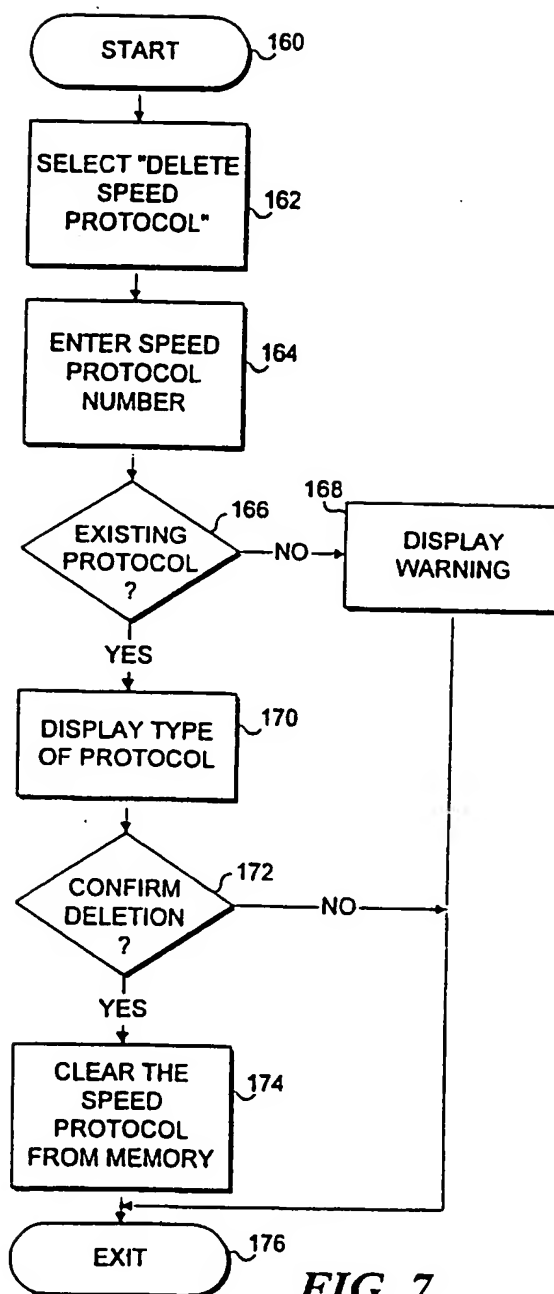 START
160
SELECT "DELETE
SPEED
PROTOCOL"
162
ENTER SPEED
PROTOCOL
NUMBER
164
EXISTING
PROTOCOL
?
166
NO
168
DISPLAY
WARNING
YES
DISPLAY TYPE
OF PROTOCOL
170
CONFIRM
DELETION
?
172
NO
YES
CLEAR THE
SPEED
PROTOCOL
FROM MEMORY
174
EXIT
176
FIG. 7